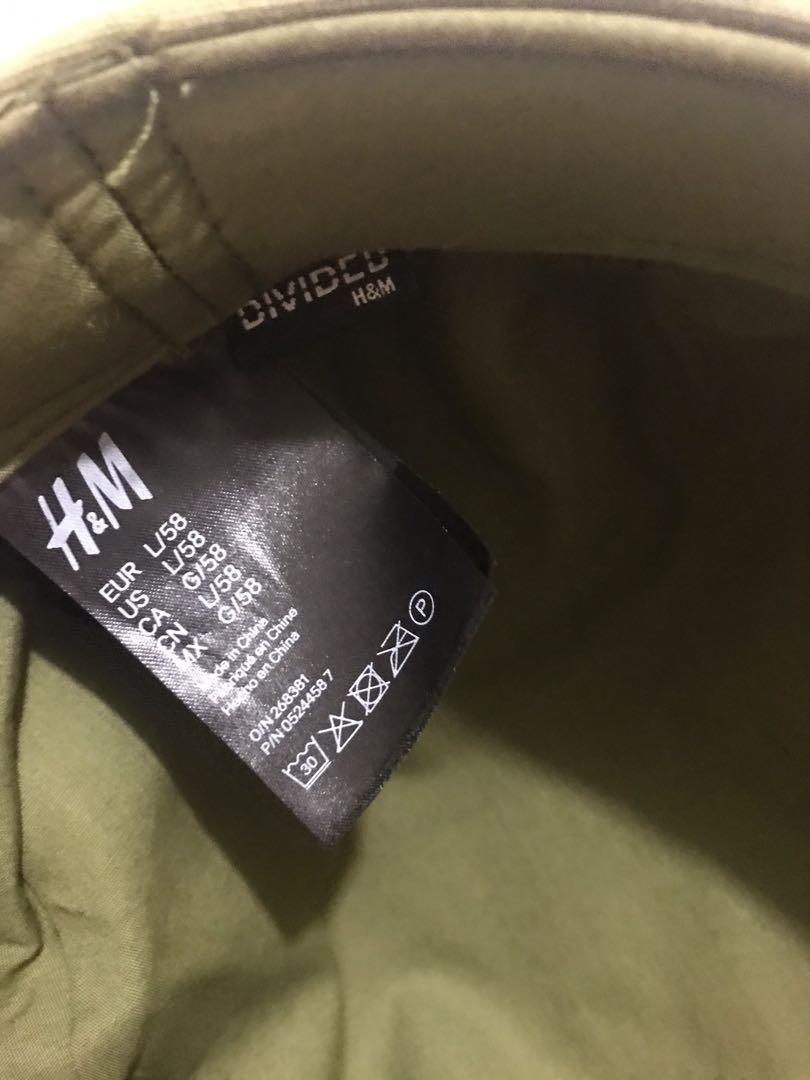 DIVIDED
H&M
H&M
EUR L/58
US L/58
CA G/58
CN L/58
MX G/58
Made in China
Fabriqué en Chine
Hecho en China
O/N 268381
P/N 0524458 7
30
P